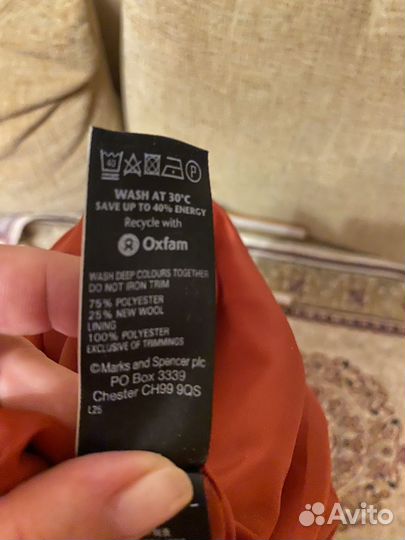 40
P
WASH AT 30°C
SAVE UP TO 40% ENERGY
Recycle with
Oxfam
WASH DEEP COLOURS TOGETHER
DO NOT IRON TRIM
75% POLYESTER
25% NEW WOOL
LINING
100% POLYESTER
EXCLUSIVE OF TRIMMINGS
©Marks and Spencer plc
PO Box 3339
Chester CH99 9QS
L25
Avito